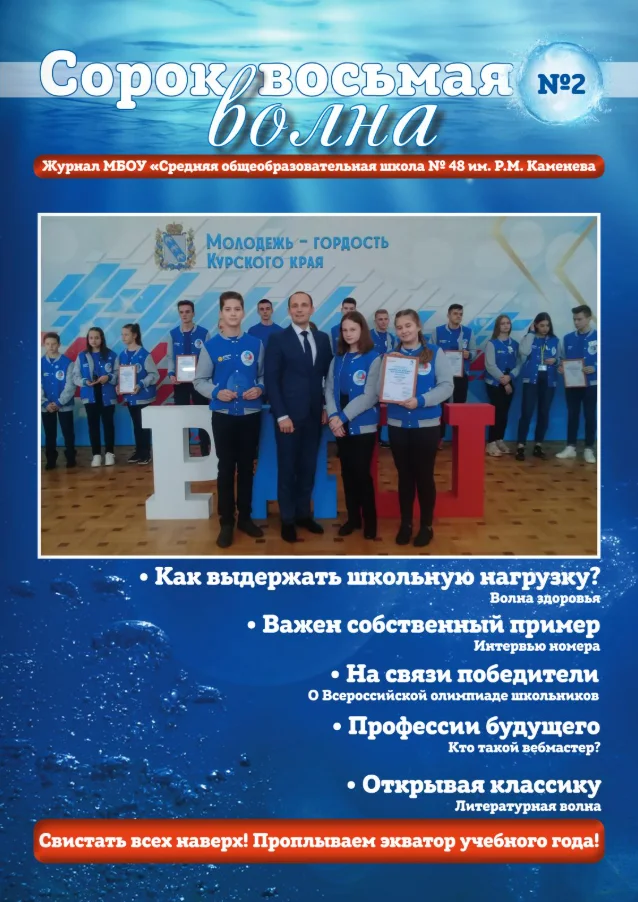 Сорок восьмая
№2
волна
Журнал МБОУ «Средняя общеобразовательная школа № 48 им. Р.М. Каменева
Молодежь – гордость
Курского края
• Как выдержать школьную нагрузку?
Волна здоровья
• Важен собственный пример
Интервью номера
• На связи победители
О Всероссийской олимпиаде школьников
• Профессии будущего
Кто такой вебмастер?
• Открывая классику
Литературная волна
Свистать всех наверх! Проплываем экватор учебного года!